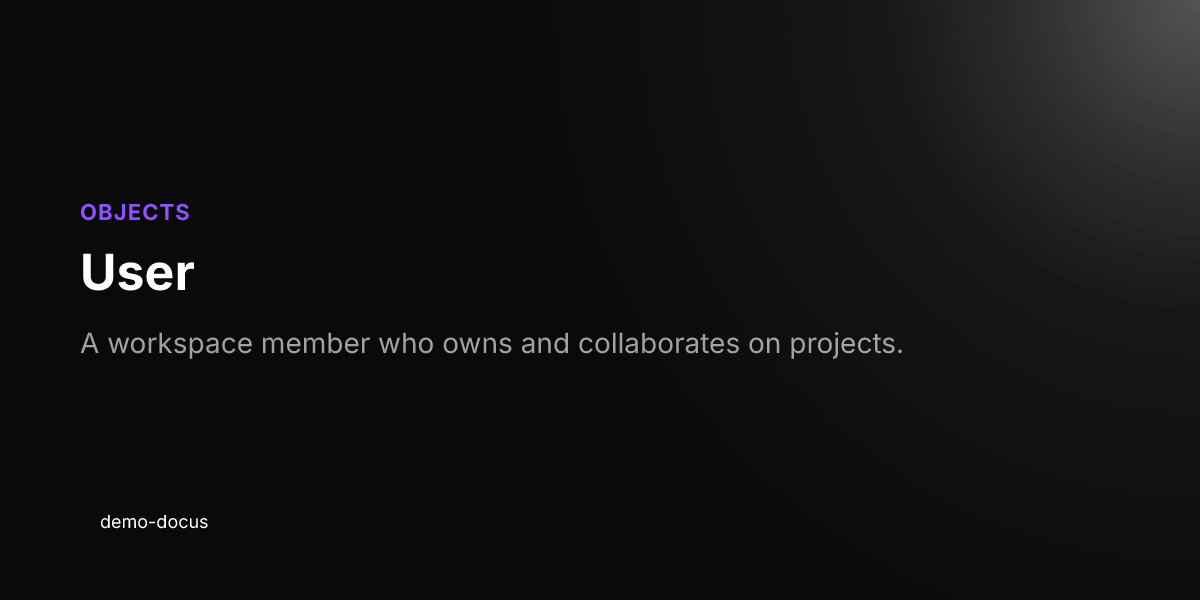 OBJECTS
User
A workspace member who owns and collaborates on projects.
demo-docus